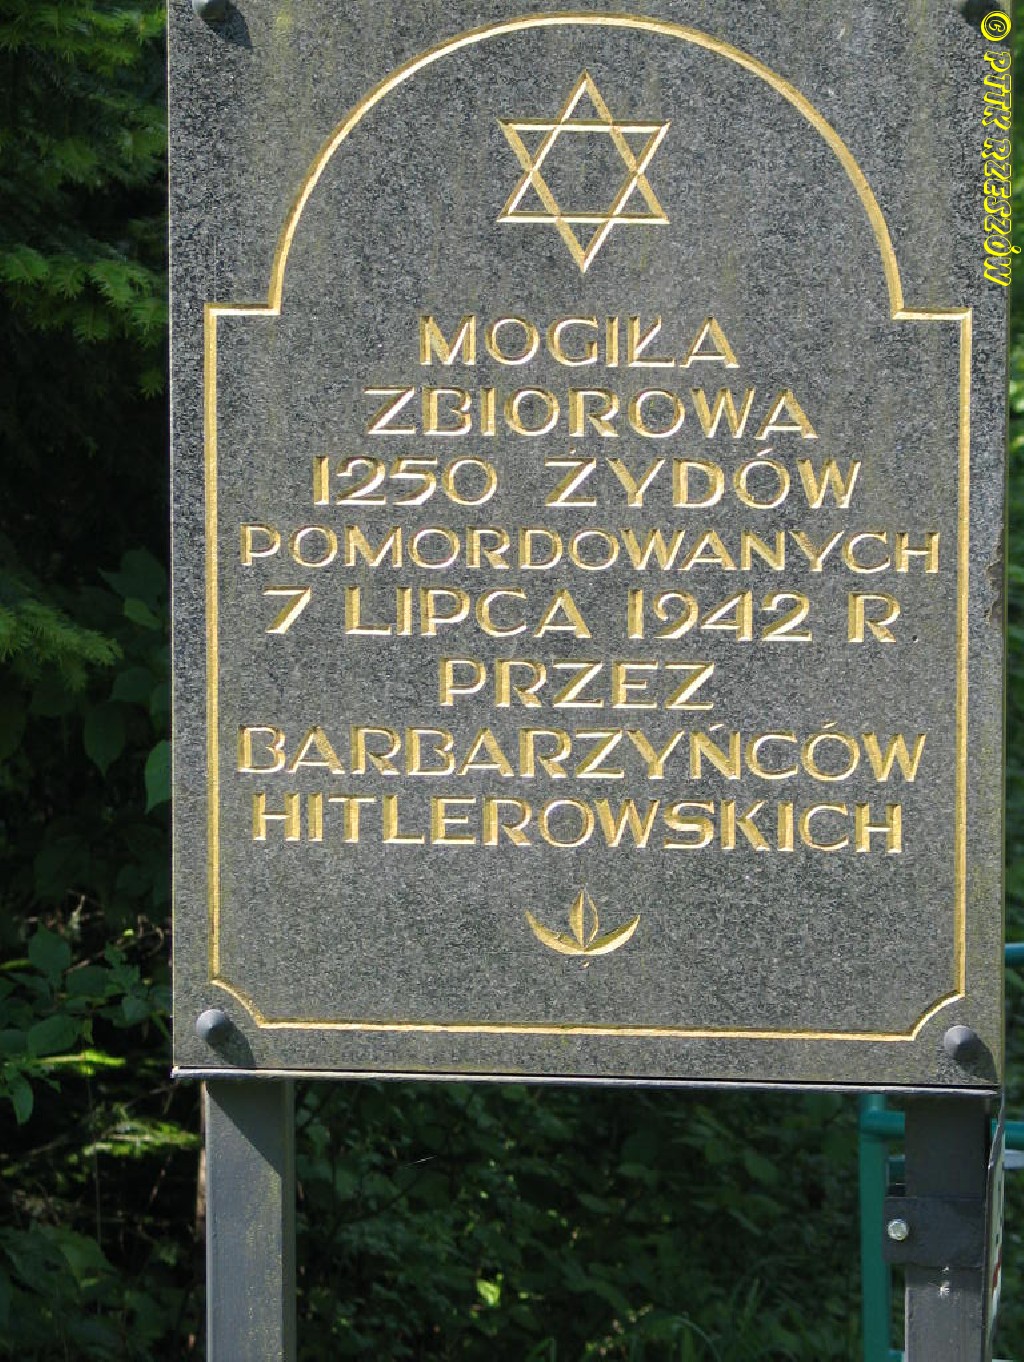 MOGIŁA
ZBIOROWA
1250 ŻYDÓW
POMORDOWANYCH
7 LIPCA 1942 R
PRZEZ
BARBARZYŃCÓW
HITLEROWSKICH
© PTTK RZESZÓW